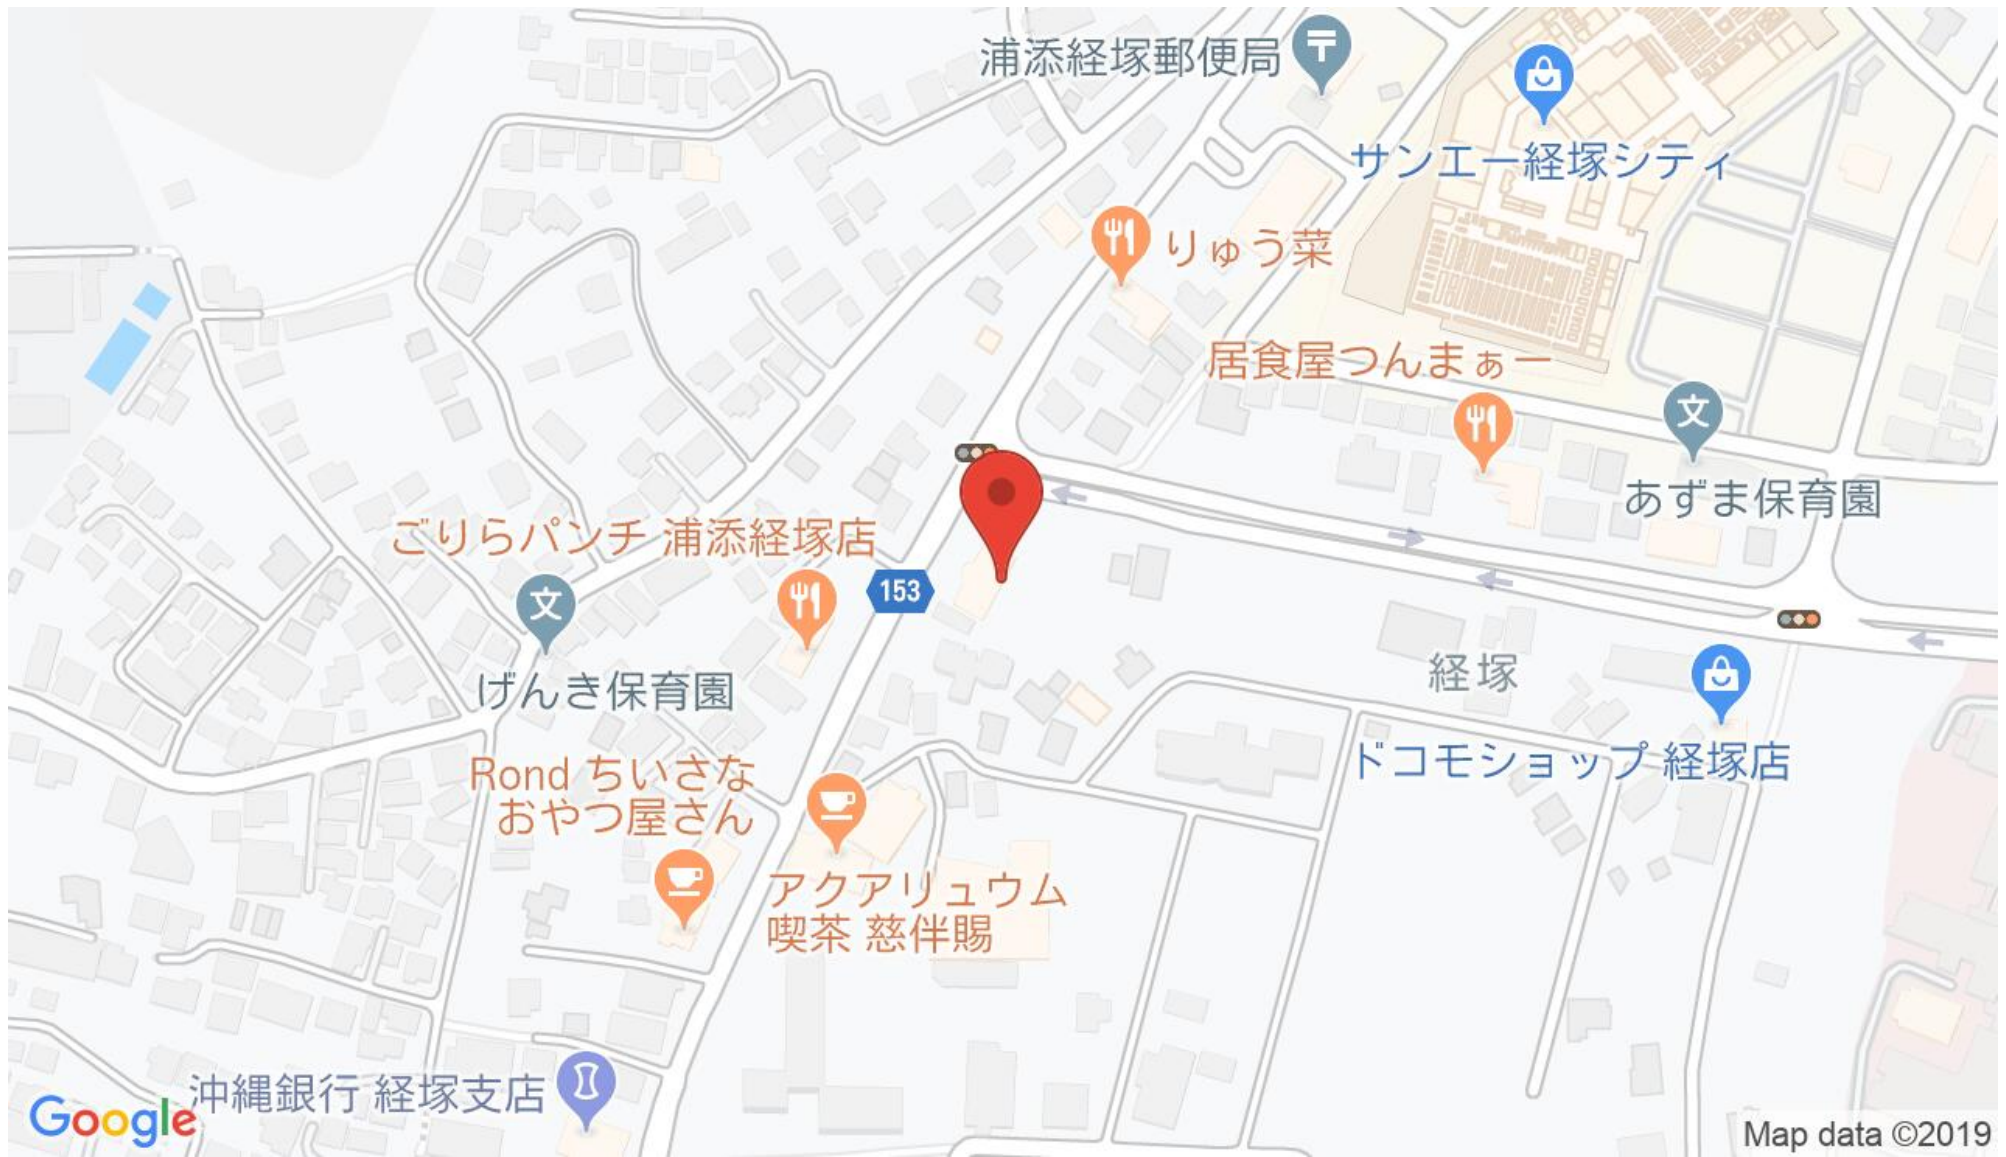 浦添経塚郵便局
サンエー経塚シティ
りゅう菜
居食屋つんまぁー
文
あずま保育園
ごりらパンチ 浦添経塚店
153
文
げんき保育園
経塚
ドコモショップ 経塚店
Rond ちいさな
おやつ屋さん
アクアリュウム
喫茶 慈伴賜
沖縄銀行 経塚支店
Google
Map data ©2019